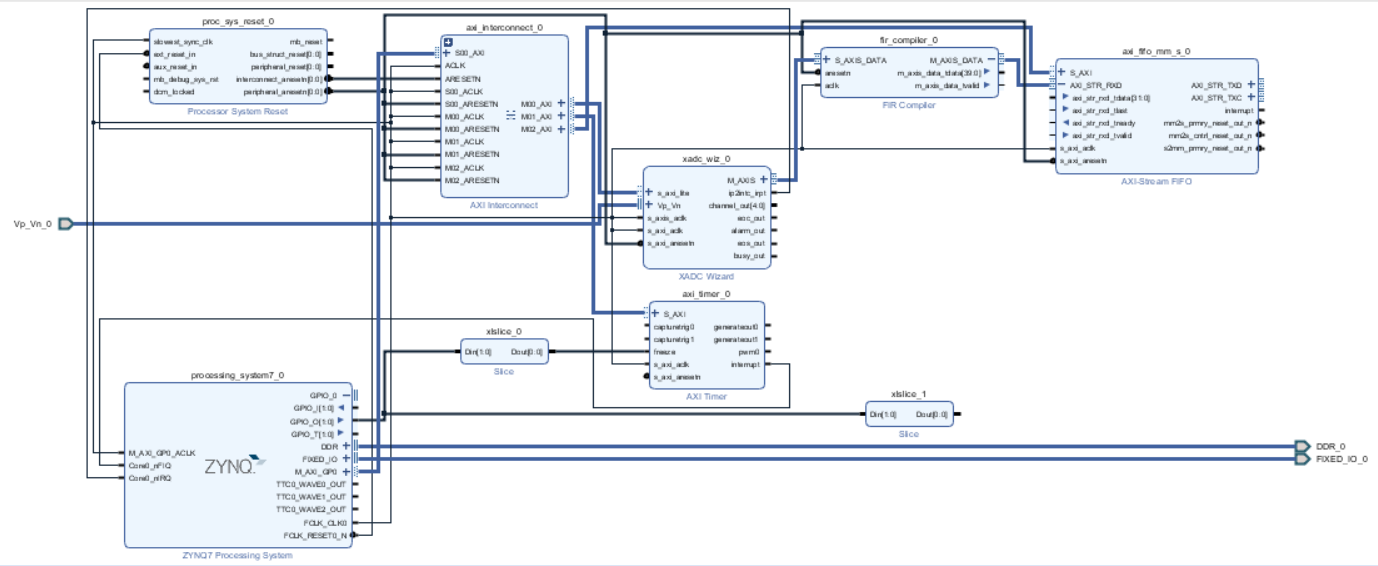 proc_sys_reset_0
slowest_sync_clk
mb_reset
ext_reset_in
bus_struct_reset[0:0]
aux_reset_in
peripheral_reset[0:0]
mb_debug_sys_rst
interconnect_aresetn[0:0]
dcm_locked
peripheral_aresetn[0:0]
Processor System Reset
axi_interconnect_0
S00_AXI
ACLK
ARESETN
S00_ACLK
S00_ARESETN
M00_ACLK
M00_ARESETN
M01_ACLK
M01_ARESETN
M02_ACLK
M02_ARESETN
M00_AXI
M01_AXI
M02_AXI
AXI Interconnect
fir_compiler_0
S_AXIS_DATA
aresetn
aclk
M_AXIS_DATA
m_axis_data_tdata[39:0]
m_axis_data_tvalid
FIR Compiler
axi_fifo_mm_s_0
S_AXI
AXI_STR_RXD
axi_str_rxd_tdata[31:0]
axi_str_rxd_tlast
axi_str_rxd_tready
axi_str_rxd_tvalid
s_axi_aclk
s_axi_aresetn
AXI_STR_TXD
AXI_STR_TXC
interrupt
mm2s_prmry_reset_out_n
mm2s_cntrl_reset_out_n
s2mm_prmry_reset_out_n
AXI-Stream FIFO
xadc_wiz_0
s_axi_lite
Vp_Vn
s_axis_aclk
s_axi_aclk
s_axi_aresetn
M_AXIS
ip2intc_irpt
channel_out[4:0]
eoc_out
alarm_out
eos_out
busy_out
XADC Wizard
Vp_Vn_0
axi_timer_0
S_AXI
capturetrig0
capturetrig1
freeze
s_axi_aclk
s_axi_aresetn
generateout0
generateout1
pwm0
interrupt
AXI Timer
xlslice_0
Din[1:0]
Dout[0:0]
Slice
xlslice_1
Din[1:0]
Dout[0:0]
Slice
processing_system7_0
M_AXI_GP0_ACLK
Core0_nFIQ
Core0_nIRQ
ZYNQ
GPIO_0
GPIO_I[1:0]
GPIO_O[1:0]
GPIO_T[1:0]
DDR
FIXED_IO
M_AXI_GP0
TTC0_WAVE0_OUT
TTC0_WAVE1_OUT
TTC0_WAVE2_OUT
FCLK_CLK0
FCLK_RESET0_N
ZYNQ7 Processing System
DDR_0
FIXED_IO_0